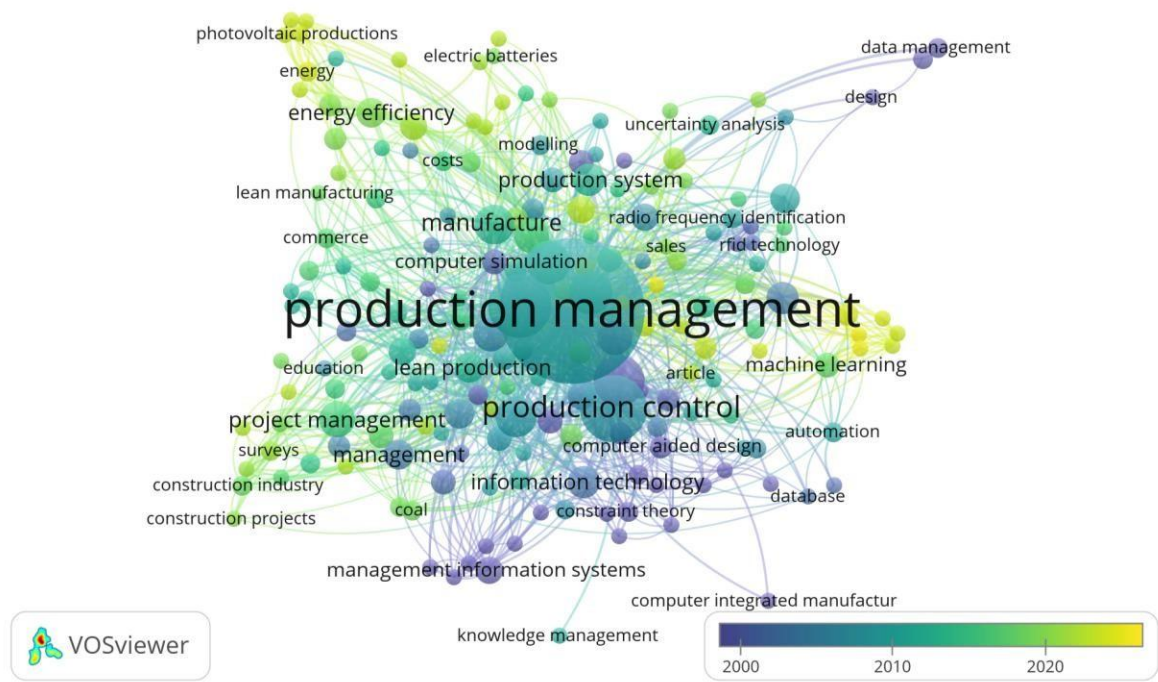 photovoltaic productions
data management
electric batteries
energy
design
energy efficiency
uncertainty analysis
modelling
costs
production system
lean manufacturing
radio frequency identification
manufacture
commerce
sales
rfid technology
computer simulation
production management
education
lean production
article
machine learning
production control
project management
automation
surveys
management
computer aided design
construction industry
information technology
database
construction projects
coal
constraint theory
management information systems
computer integrated manufactur
knowledge management
VOSviewer
2000
2010
2020